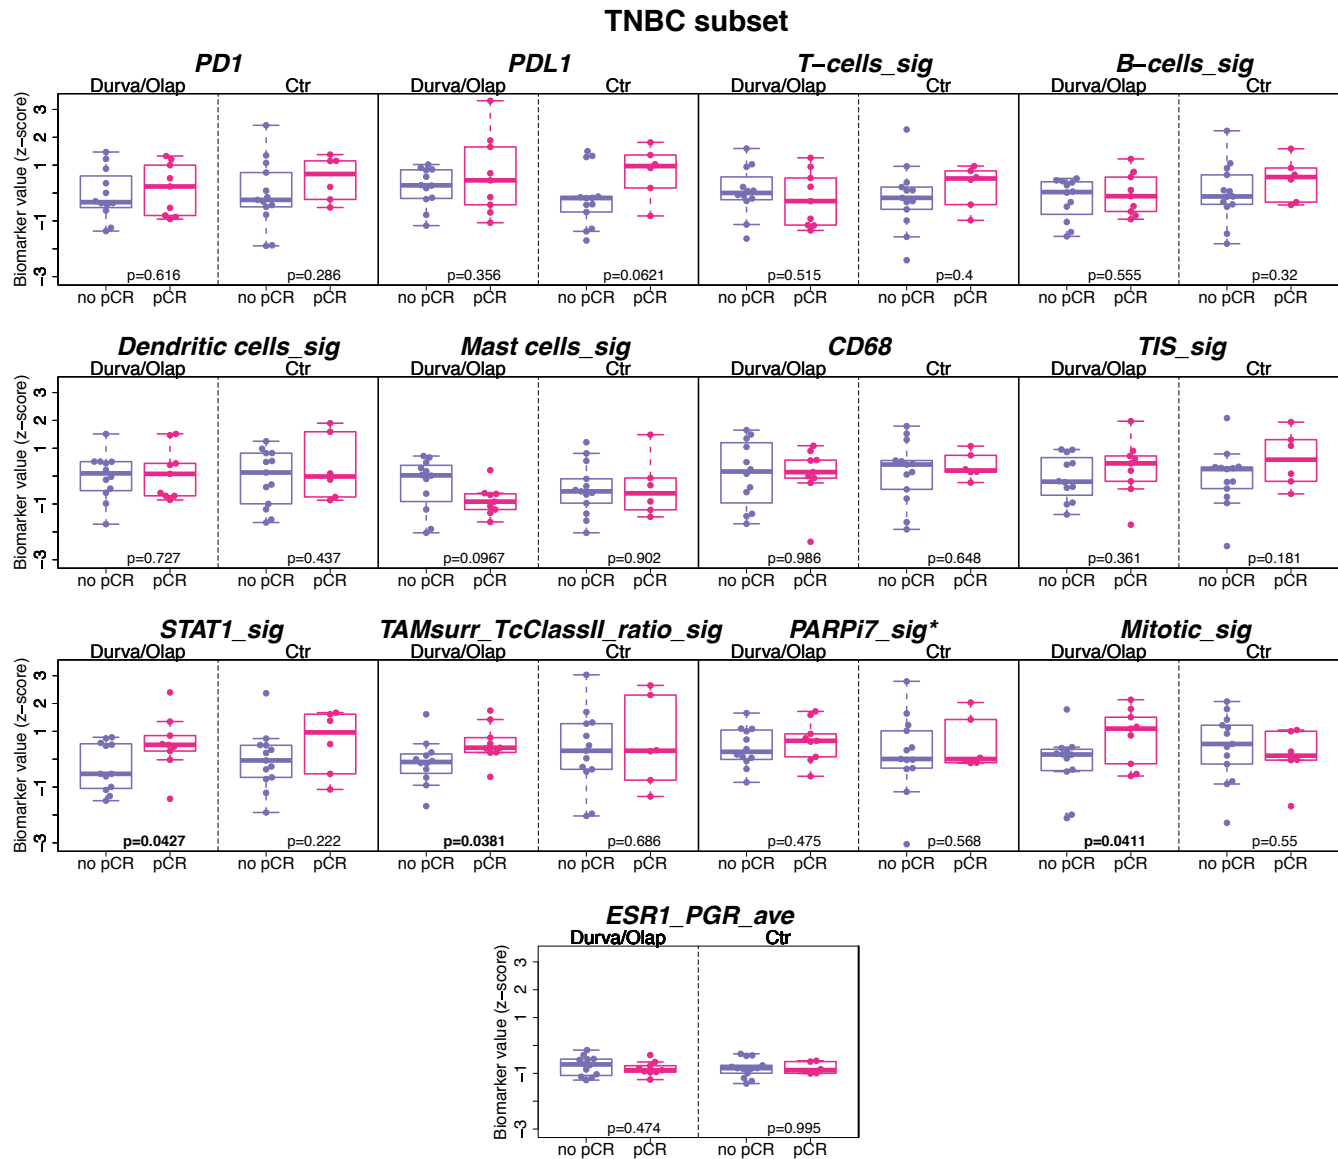 TNBC subset
PD1 PDL1 T−cells_sig B−cells_sig
Durva/Olap Ctr Durva/Olap Ctr Durva/Olap Ctr Durva/Olap Ctr
Biomarker value (z−score)
3
2
1
−1
−3
p=0.616 p=0.286 p=0.356 p=0.0621 p=0.515 p=0.4 p=0.555 p=0.32
no pCR pCR no pCR pCR no pCR pCR no pCR pCR no pCR pCR no pCR pCR no pCR pCR no pCR pCR
Dendritic cells_sig Mast cells_sig CD68 TIS_sig
Durva/Olap Ctr Durva/Olap Ctr Durva/Olap Ctr Durva/Olap Ctr
Biomarker value (z−score)
3
2
1
−1
−3
p=0.727 p=0.437 p=0.0967 p=0.902 p=0.986 p=0.648 p=0.361 p=0.181
no pCR pCR no pCR pCR no pCR pCR no pCR pCR no pCR pCR no pCR pCR no pCR pCR no pCR pCR
STAT1_sig TAMsurr_TcClassII_ratio_sig PARPi7_sig* Mitotic_sig
Durva/Olap Ctr Durva/Olap Ctr Durva/Olap Ctr Durva/Olap Ctr
Biomarker value (z−score)
3
2
1
−1
−3
p=0.0427 p=0.222 p=0.0381 p=0.686 p=0.475 p=0.568 p=0.0411 p=0.55
no pCR pCR no pCR pCR no pCR pCR no pCR pCR no pCR pCR no pCR pCR no pCR pCR no pCR pCR
ESR1_PGR_ave
Durva/Olap Ctr
Biomarker value (z−score)
3
2
1
−1
−3
p=0.474 p=0.995
no pCR pCR no pCR pCR